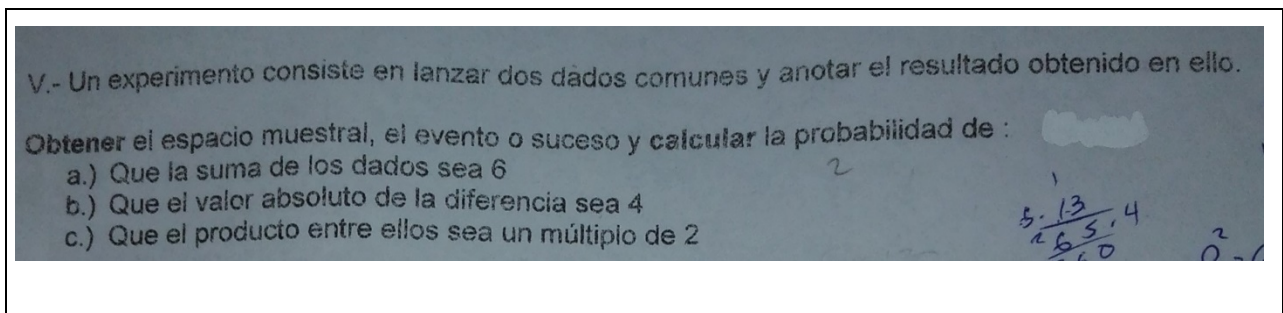 V.- Un experimento consiste en lanzar dos dados comunes y anotar el resultado obtenido en ello.
Obtener el espacio muestral, el evento o suceso y calcular la probabilidad de :
a.) Que la suma de los dados sea 6
2
b.) Que el valor absoluto de la diferencia sea 4
c.) Que el producto entre ellos sea un múltiplo de 2